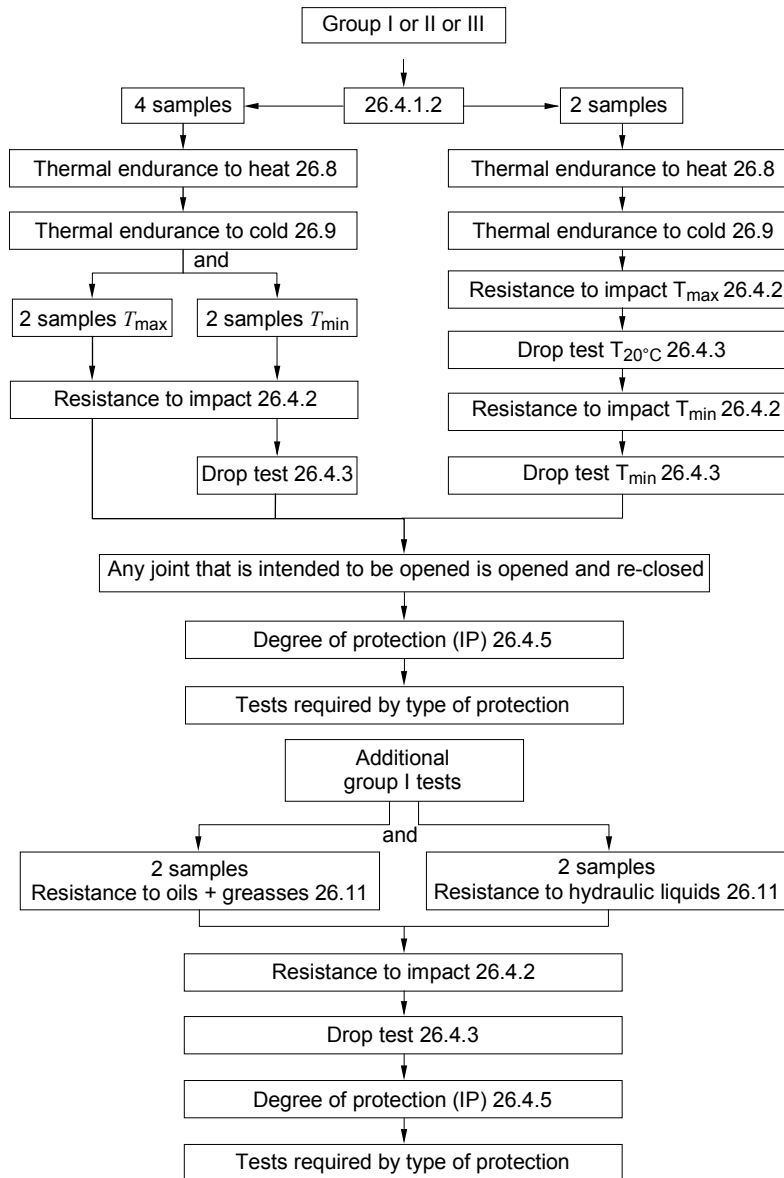 Group I or II or III
4 samples
26.4.1.2
2 samples
Thermal endurance to heat 26.8
Thermal endurance to heat 26.8
Thermal endurance to cold 26.9
Thermal endurance to cold 26.9
and
Resistance to impact Tmax 26.4.2
2 samples Tmax
2 samples Tmin
Drop test T20°C 26.4.3
Resistance to impact 26.4.2
Resistance to impact Tmin 26.4.2
Drop test 26.4.3
Drop test Tmin 26.4.3
Any joint that is intended to be opened is opened and re-closed
Degree of protection (IP) 26.4.5
Tests required by type of protection
Additional
group I tests
and
2 samples
Resistance to oils + greasses 26.11
2 samples
Resistance to hydraulic liquids 26.11
Resistance to impact 26.4.2
Drop test 26.4.3
Degree of protection (IP) 26.4.5
Tests required by type of protection